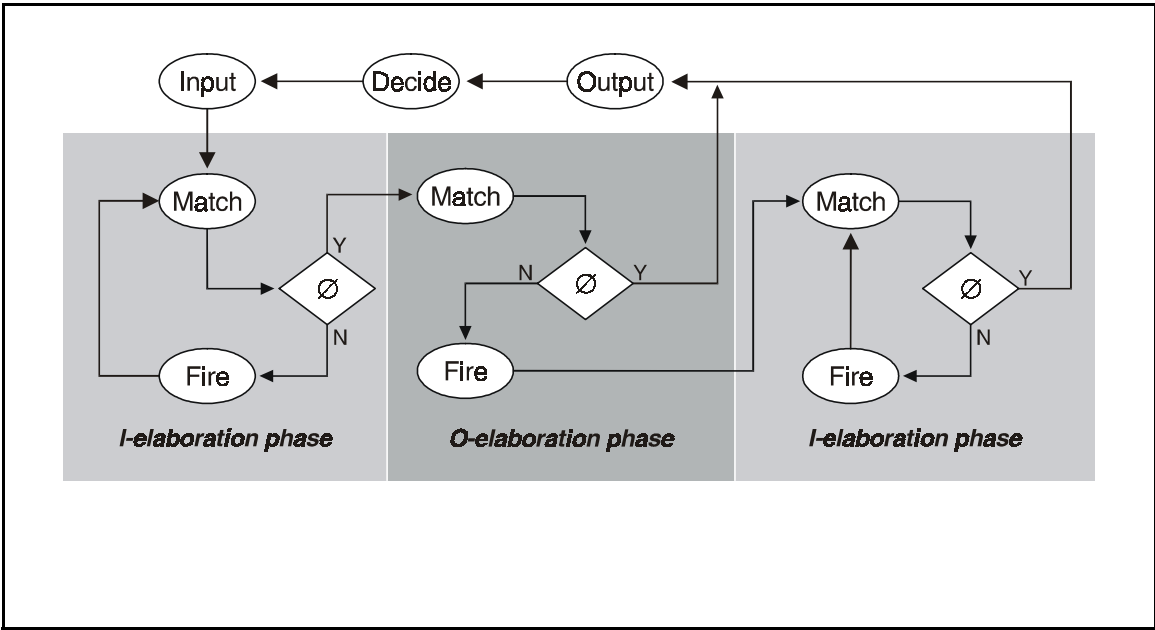 Input
Decide
Output
Match
Y
Ø
N
Fire
I-elaboration phase
Match
N
Ø
Y
Fire
O-elaboration phase
Match
Ø
Y
N
Fire
I-elaboration phase